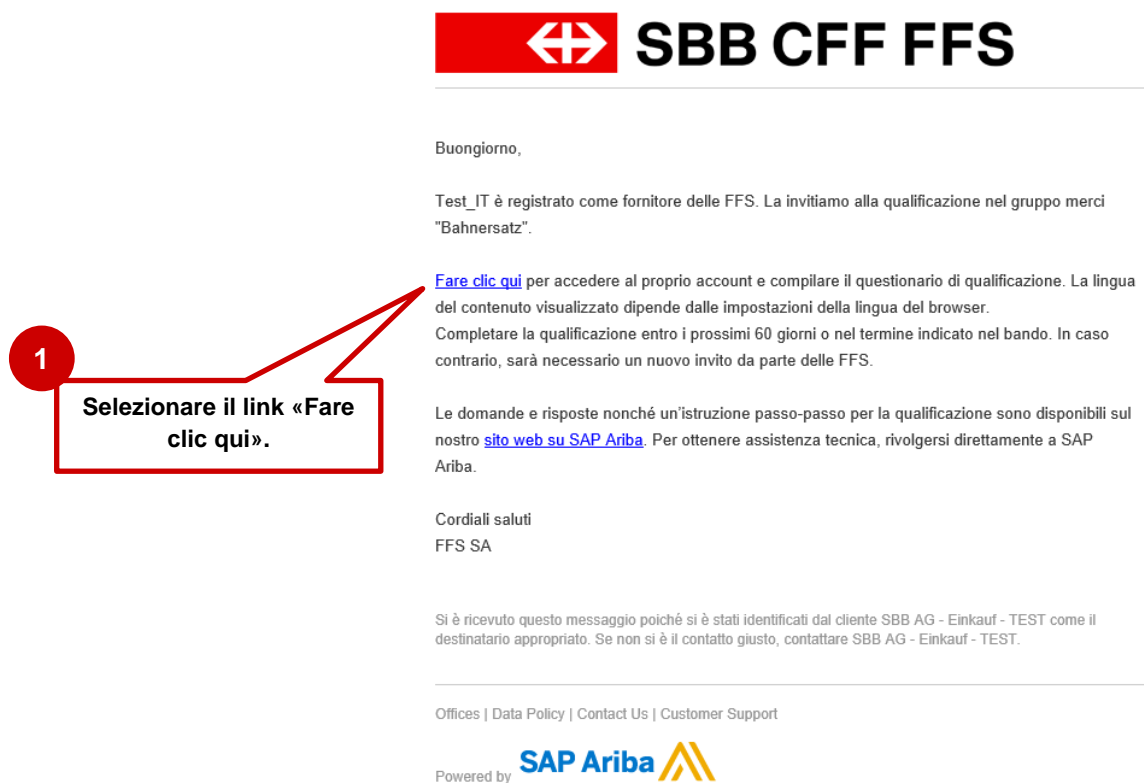 SBB CFF FFS
Buongiorno,
Test_IT è registrato come fornitore delle FFS. La invitiamo alla qualificazione nel gruppo merci
"Bahnersatz".
Fare clic qui per accedere al proprio account e compilare il questionario di qualificazione. La lingua
del contenuto visualizzato dipende dalle impostazioni della lingua del browser.
Completare la qualificazione entro i prossimi 60 giorni o nel termine indicato nel bando. In caso
contrario, sarà necessario un nuovo invito da parte delle FFS.
1
Selezionare il link «Fare
clic qui».
Le domande e risposte nonché un'istruzione passo-passo per la qualificazione sono disponibili sul
nostro sito web su SAP Ariba. Per ottenere assistenza tecnica, rivolgersi direttamente a SAP
Ariba.
Cordiali saluti
FFS SA
Si è ricevuto questo messaggio poiché si è stati identificati dal cliente SBB AG - Einkauf - TEST come il
destinatario appropriato. Se non si è il contatto giusto, contattare SBB AG - Einkauf - TEST.
Offices | Data Policy | Contact Us | Customer Support
Powered by SAP Ariba